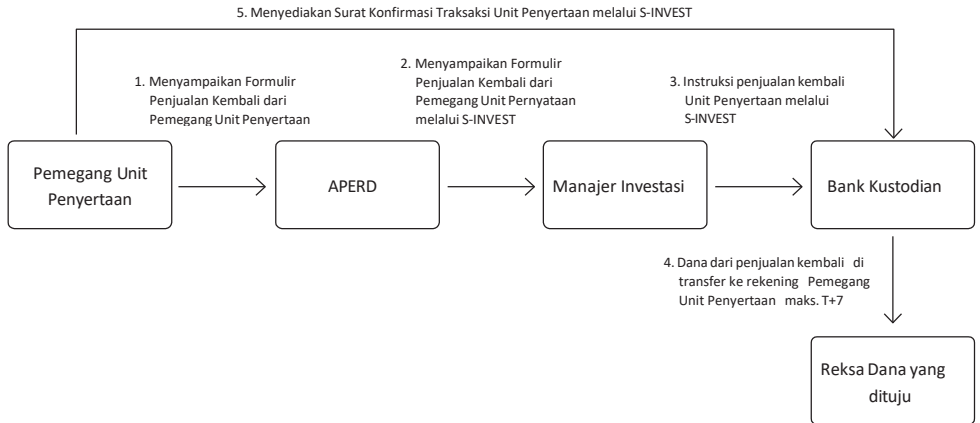 5. Menyediakan Surat Konfirmasi Traksaksi Unit Penyertaan melalui S-INVEST
1. Menyampaikan Formulir
Penjualan Kembali dari
Pemegang Unit Penyertaan
2. Menyampaikan Formulir
Penjualan Kembali dari
Pemegang Unit Pernyataan
melalui S-INVEST
3. Instruksi penjualan kembali
Unit Penyertaan melalui
S-INVEST
Pemegang Unit
Penyertaan
APERD
Manajer Investasi
Bank Kustodian
4. Dana dari penjualan kembali di
transfer ke rekening Pemegang
Unit Penyertaan maks. T+7
Reksa Dana yang
dituju